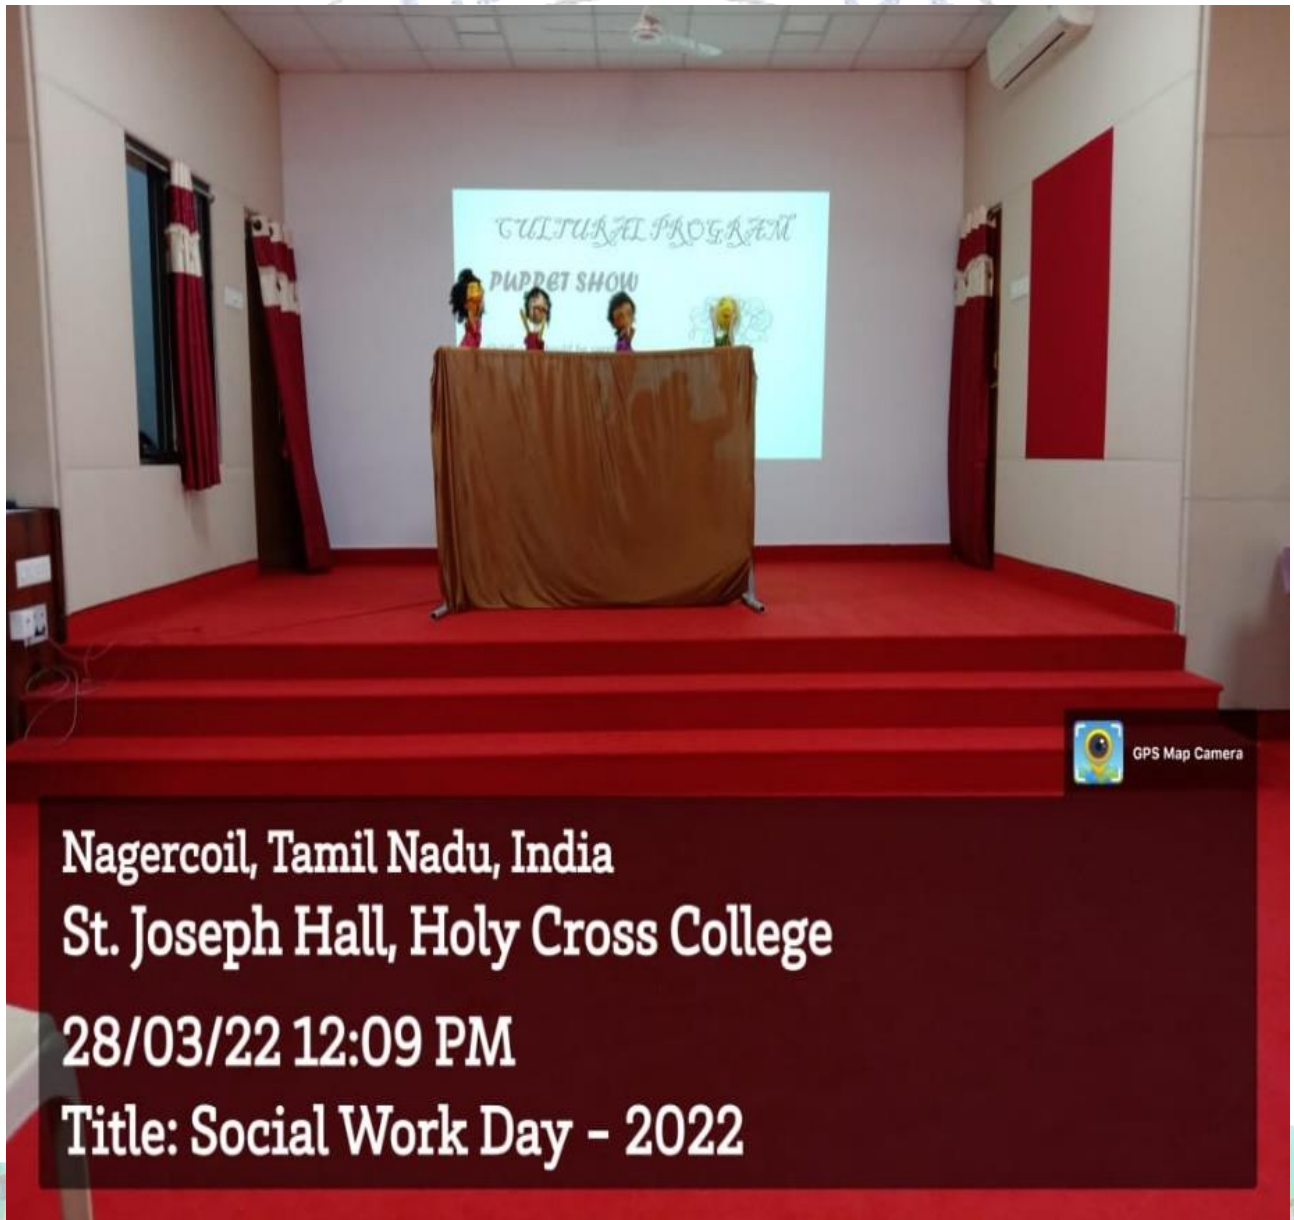 CULTURAL PROGRAM
PUPPET SHOW
GPS Map Camera
Nagercoil, Tamil Nadu, India
St. Joseph Hall, Holy Cross College
28/03/22 12:09 PM
Title: Social Work Day - 2022